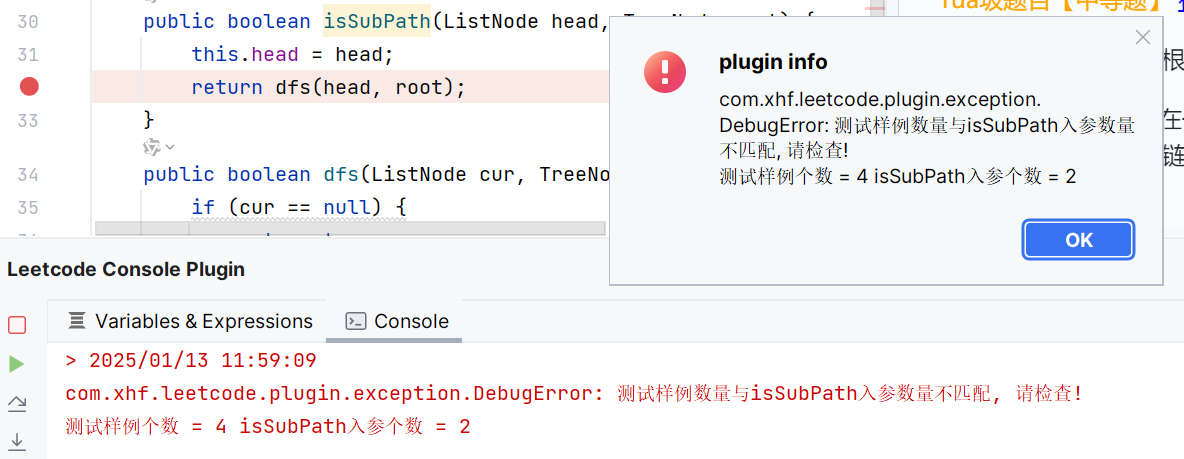 30 public boolean isSubPath(ListNode head,
31 this.head = head;
return dfs(head, root);
33 }
34 public boolean dfs(ListNode cur, TreeNo
35 if (cur == null) {
plugin info
com.xhf.leetcode.plugin.exception.
DebugError: 测试样例数量与isSubPath入参数量
不匹配, 请检查!
测试样例个数 = 4 isSubPath入参个数 = 2
OK
根
在
链
Leetcode Console Plugin
Variables & Expressions Console
> 2025/01/13 11:59:09
com.xhf.leetcode.plugin.exception.DebugError: 测试样例数量与isSubPath入参数量不匹配, 请检查!
测试样例个数 = 4 isSubPath入参个数 = 2